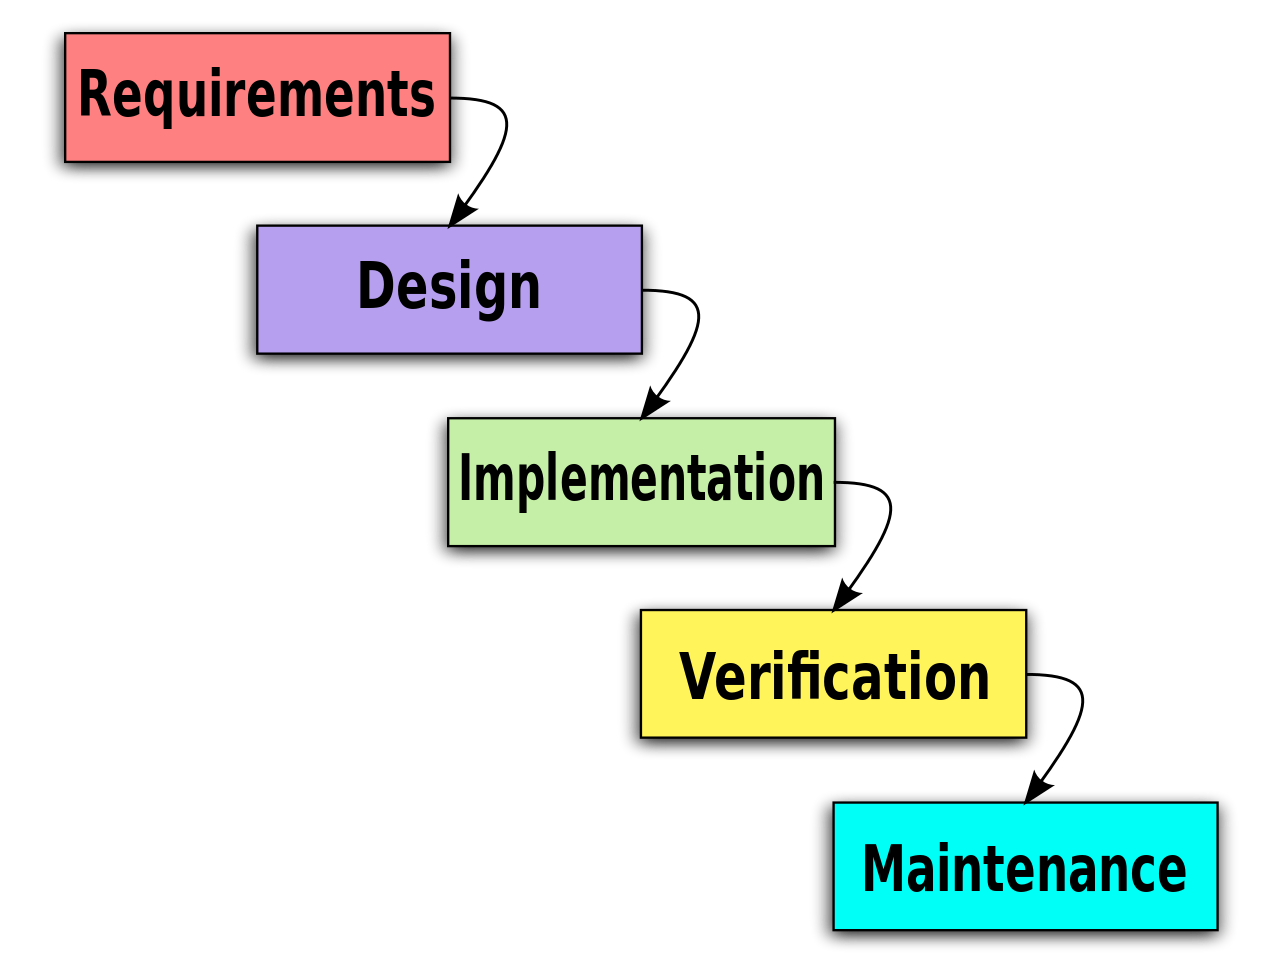 Requirements
Design
Implementation
Verification
Maintenance